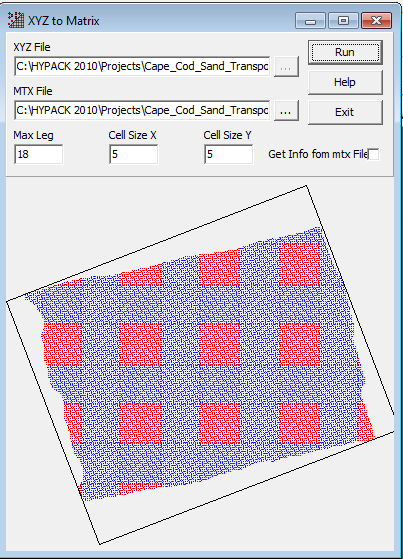 XYZ to Matrix
XYZ File
C:\HYPACK 2010\Projects\Cape_Cod_Sand_Transpo
...
Run
Help
MTX File
C:\HYPACK 2010\Projects\Cape_Cod_Sand_Transpo
...
Exit
Max Leg Cell Size X Cell Size Y
18 5 5 Get Info fom mtx File